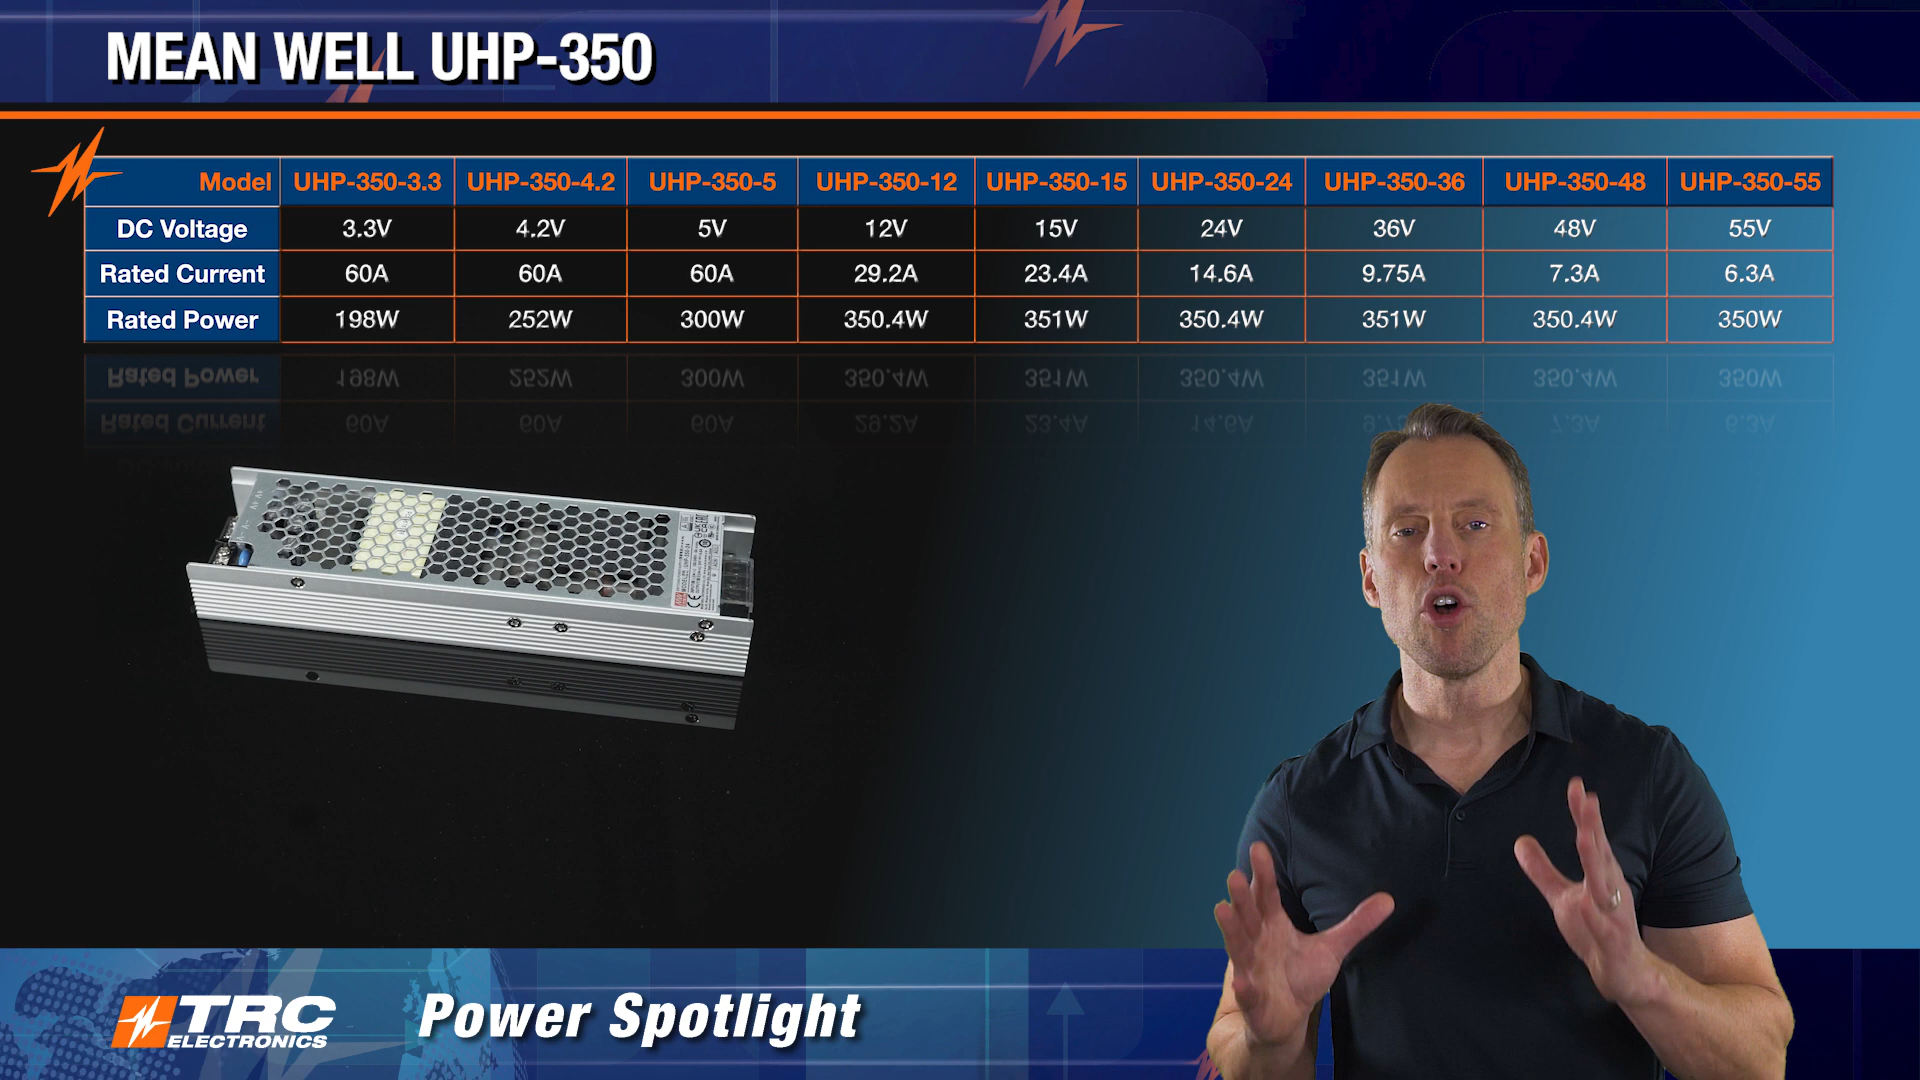 MEAN WELL UHP-350
Model UHP-350-3.3 UHP-350-4.2 UHP-350-5 UHP-350-12 UHP-350-15 UHP-350-24 UHP-350-36 UHP-350-48 UHP-350-55
DC Voltage 3.3V 4.2V 5V 12V 15V 24V 36V 48V 55V
Rated Current 60A 60A 60A 29.2A 23.4A 14.6A 9.75A 7.3A 6.3A
Rated Power 198W 252W 300W 350.4W 351W 350.4W 351W 350.4W 350W
TRC
ELECTRONICS
Power Spotlight